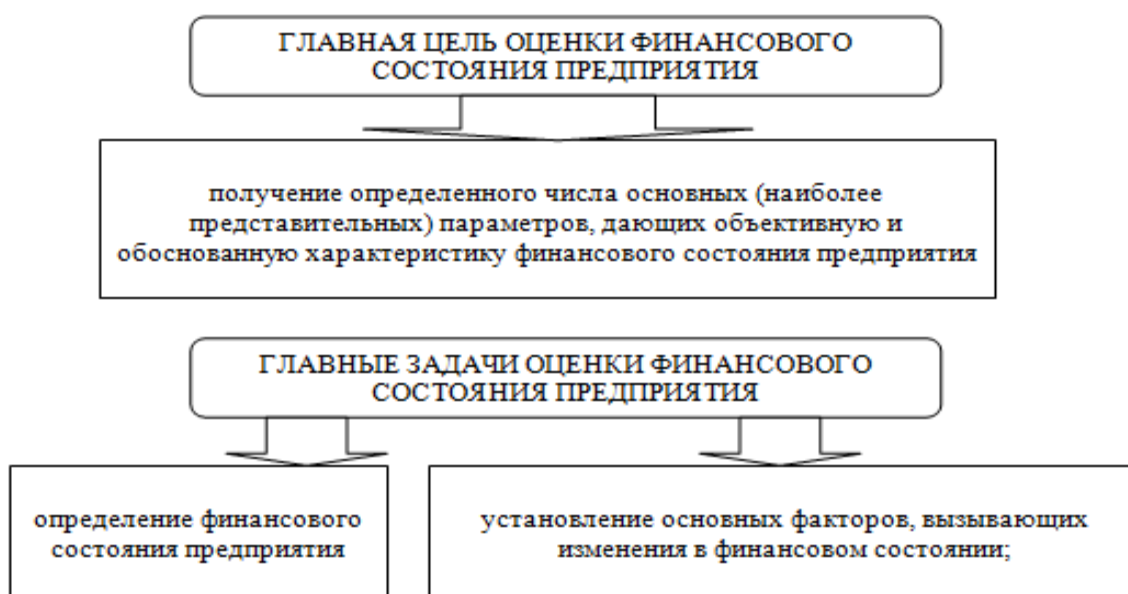 ГЛАВНАЯ ЦЕЛЬ ОЦЕНКИ ФИНАНСОВОГО
СОСТОЯНИЯ ПРЕДПРИЯТИЯ
получение определенного числа основных (наиболее
представительных) параметров, дающих объективную и
обоснованную характеристику финансового состояния предприятия
ГЛАВНЫЕ ЗАДАЧИ ОЦЕНКИ ФИНАНСОВОГО
СОСТОЯНИЯ ПРЕДПРИЯТИЯ
определение финансового
состояния предприятия
установление основных факторов, вызывающих
изменения в финансовом состоянии;